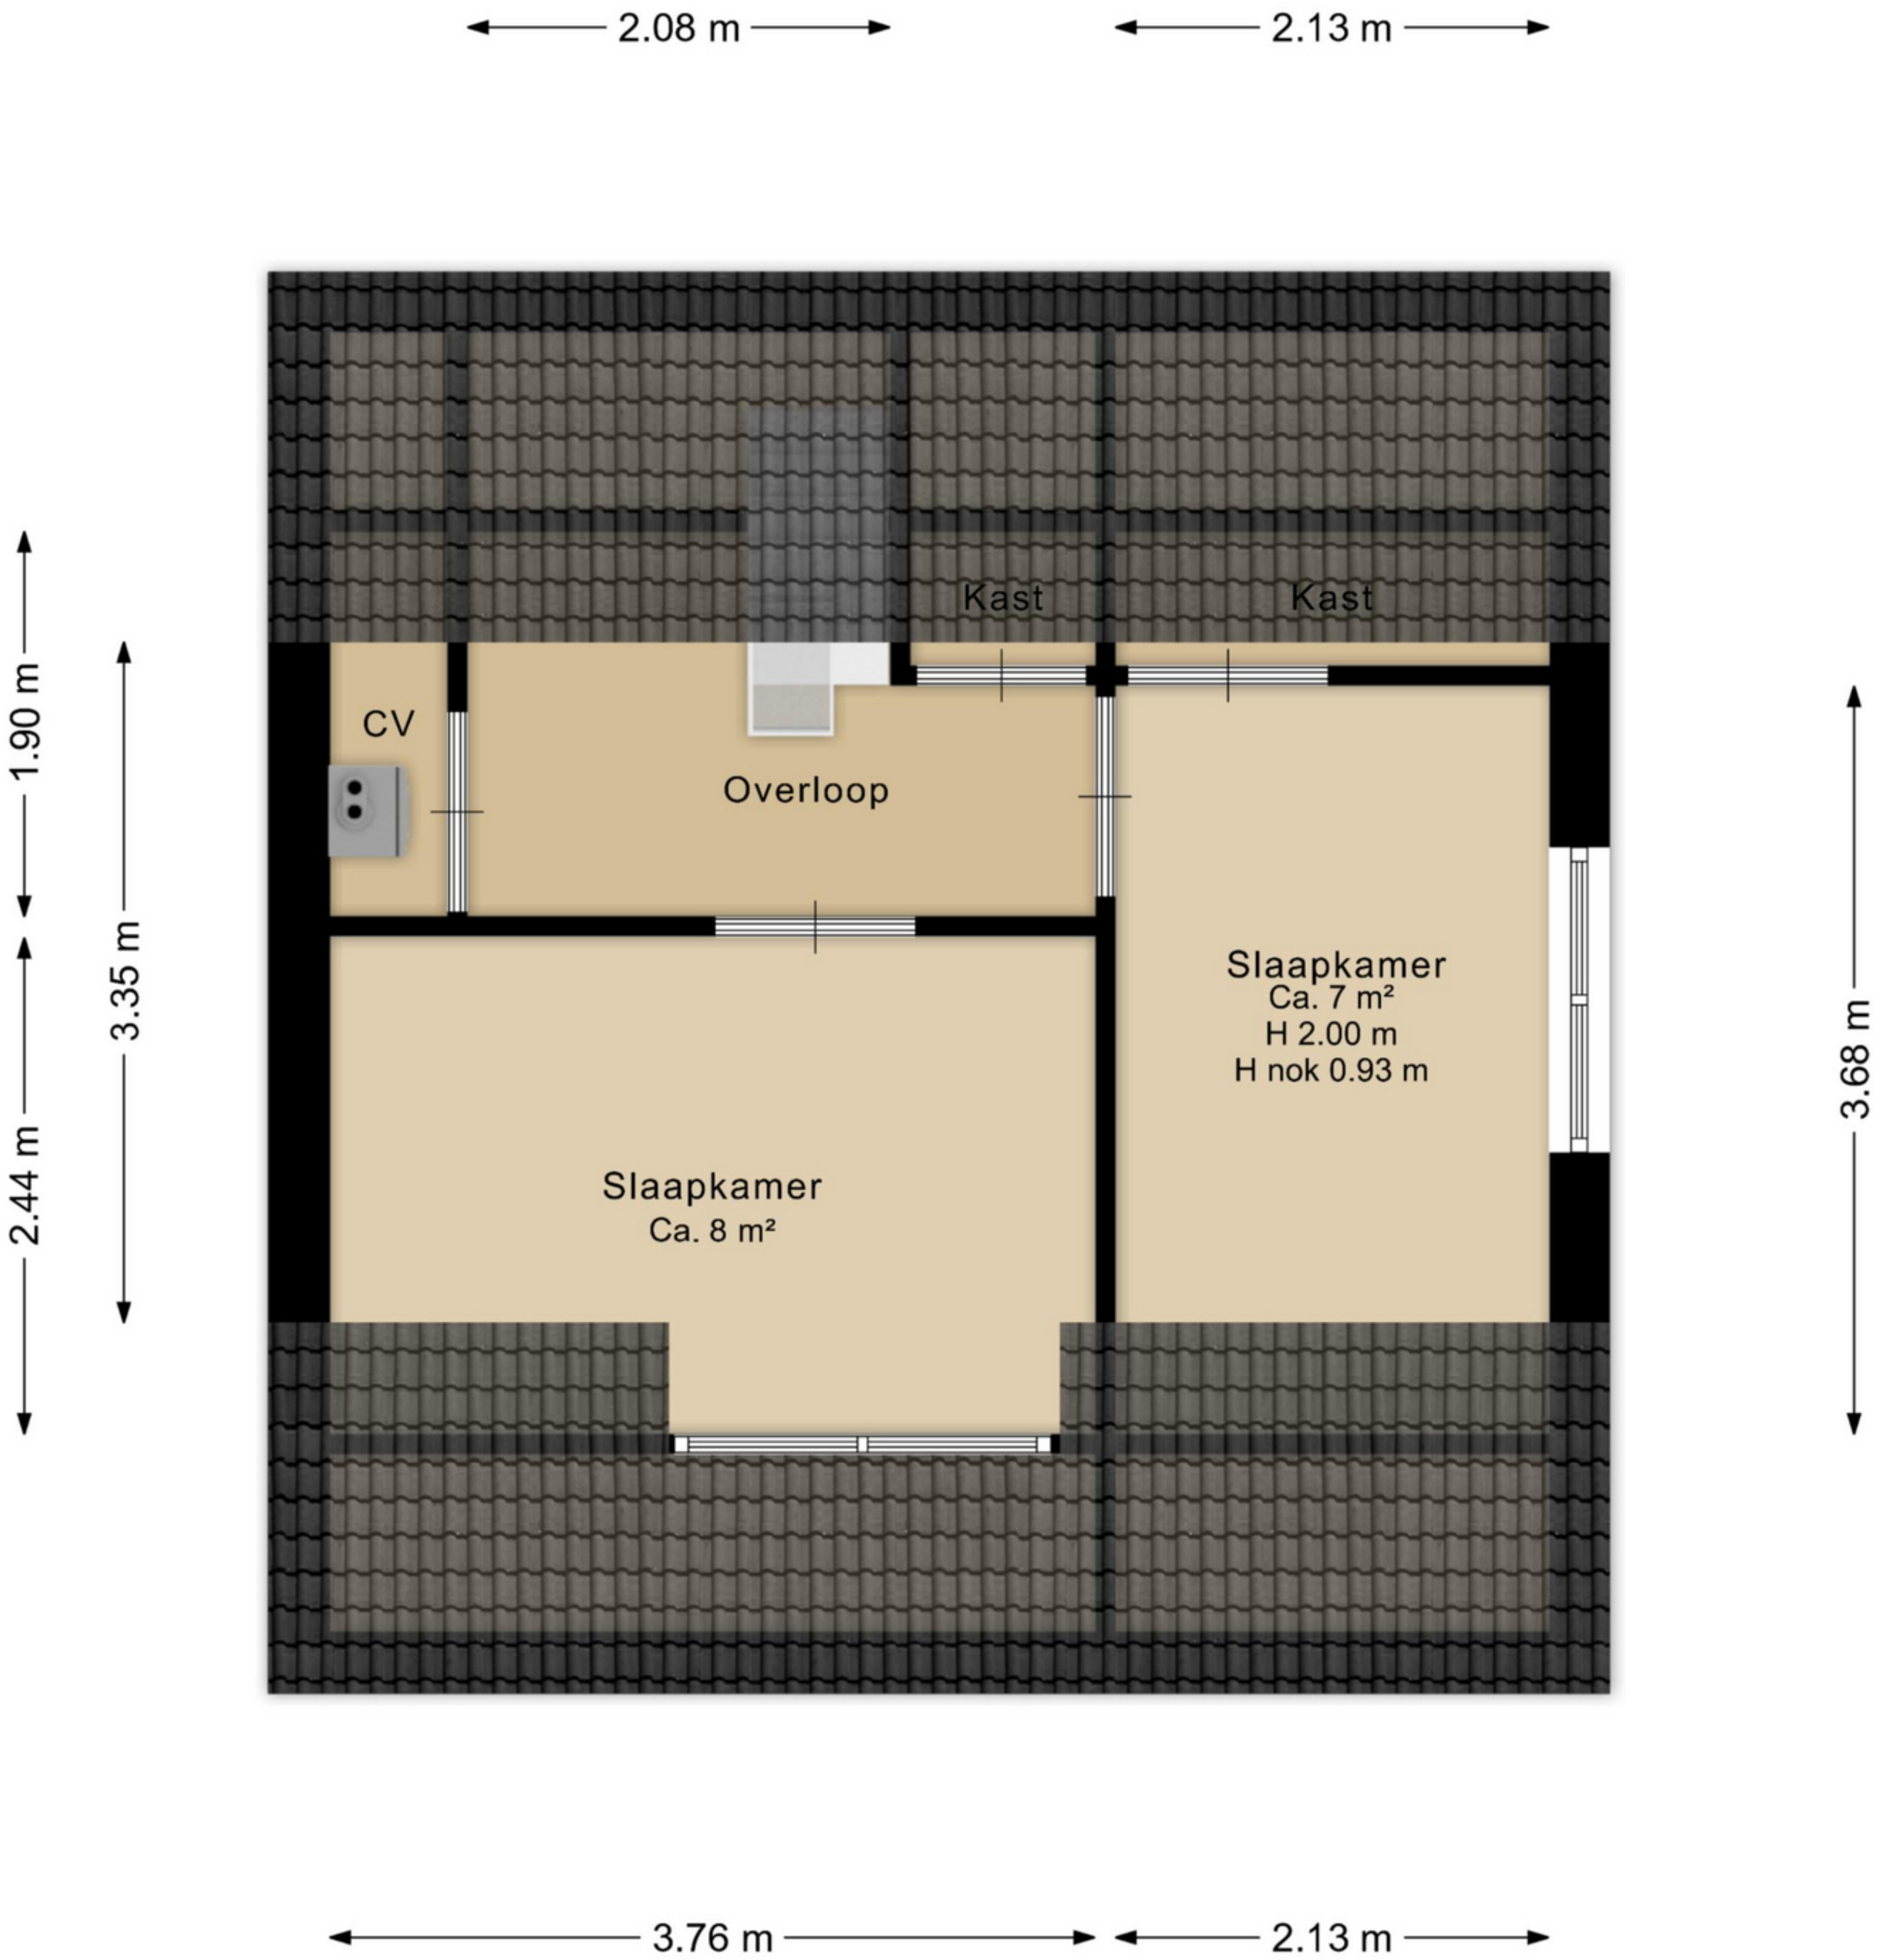 2.08 m
2.13 m
Kast
Kast
CV
Overloop
1.90 m
3.35 m
2.44 m
3.68 m
Slaapkamer
Ca. 7 m²
H 2.00 m
H nok 0.93 m
Slaapkamer
Ca. 8 m²
3.76 m
2.13 m